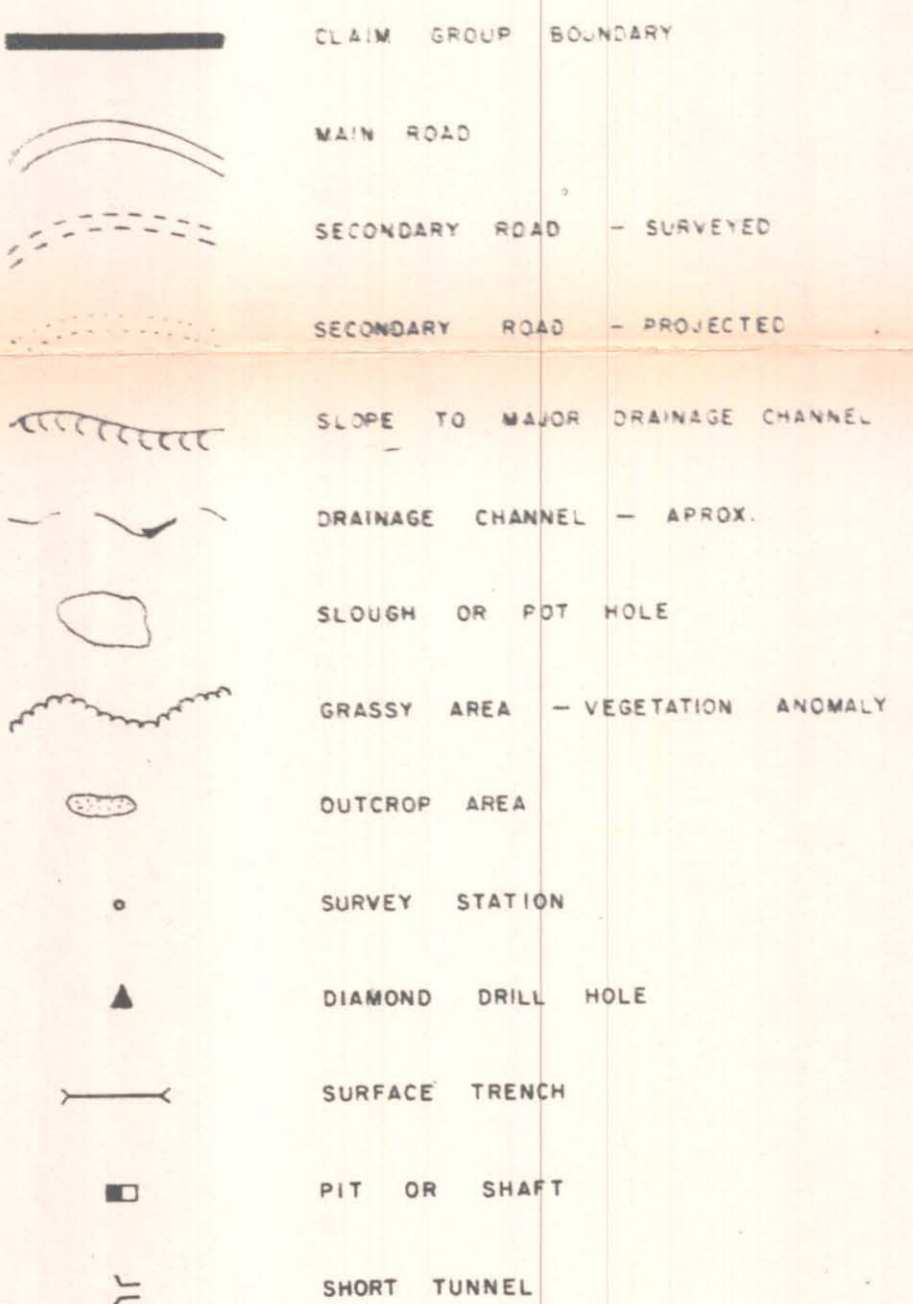 CLAIM GROUP BOUNDARY
MAIN ROAD
SECONDARY ROAD - SURVEYED
SECONDARY ROAD - PROJECTED
SLOPE TO MAJOR DRAINAGE CHANNEL
DRAINAGE CHANNEL - APROX.
SLOUGH OR POT HOLE
GRASSY AREA - VEGETATION ANOMALY
OUTCROP AREA
SURVEY STATION
DIAMOND DRILL HOLE
SURFACE TRENCH
PIT OR SHAFT
SHORT TUNNEL